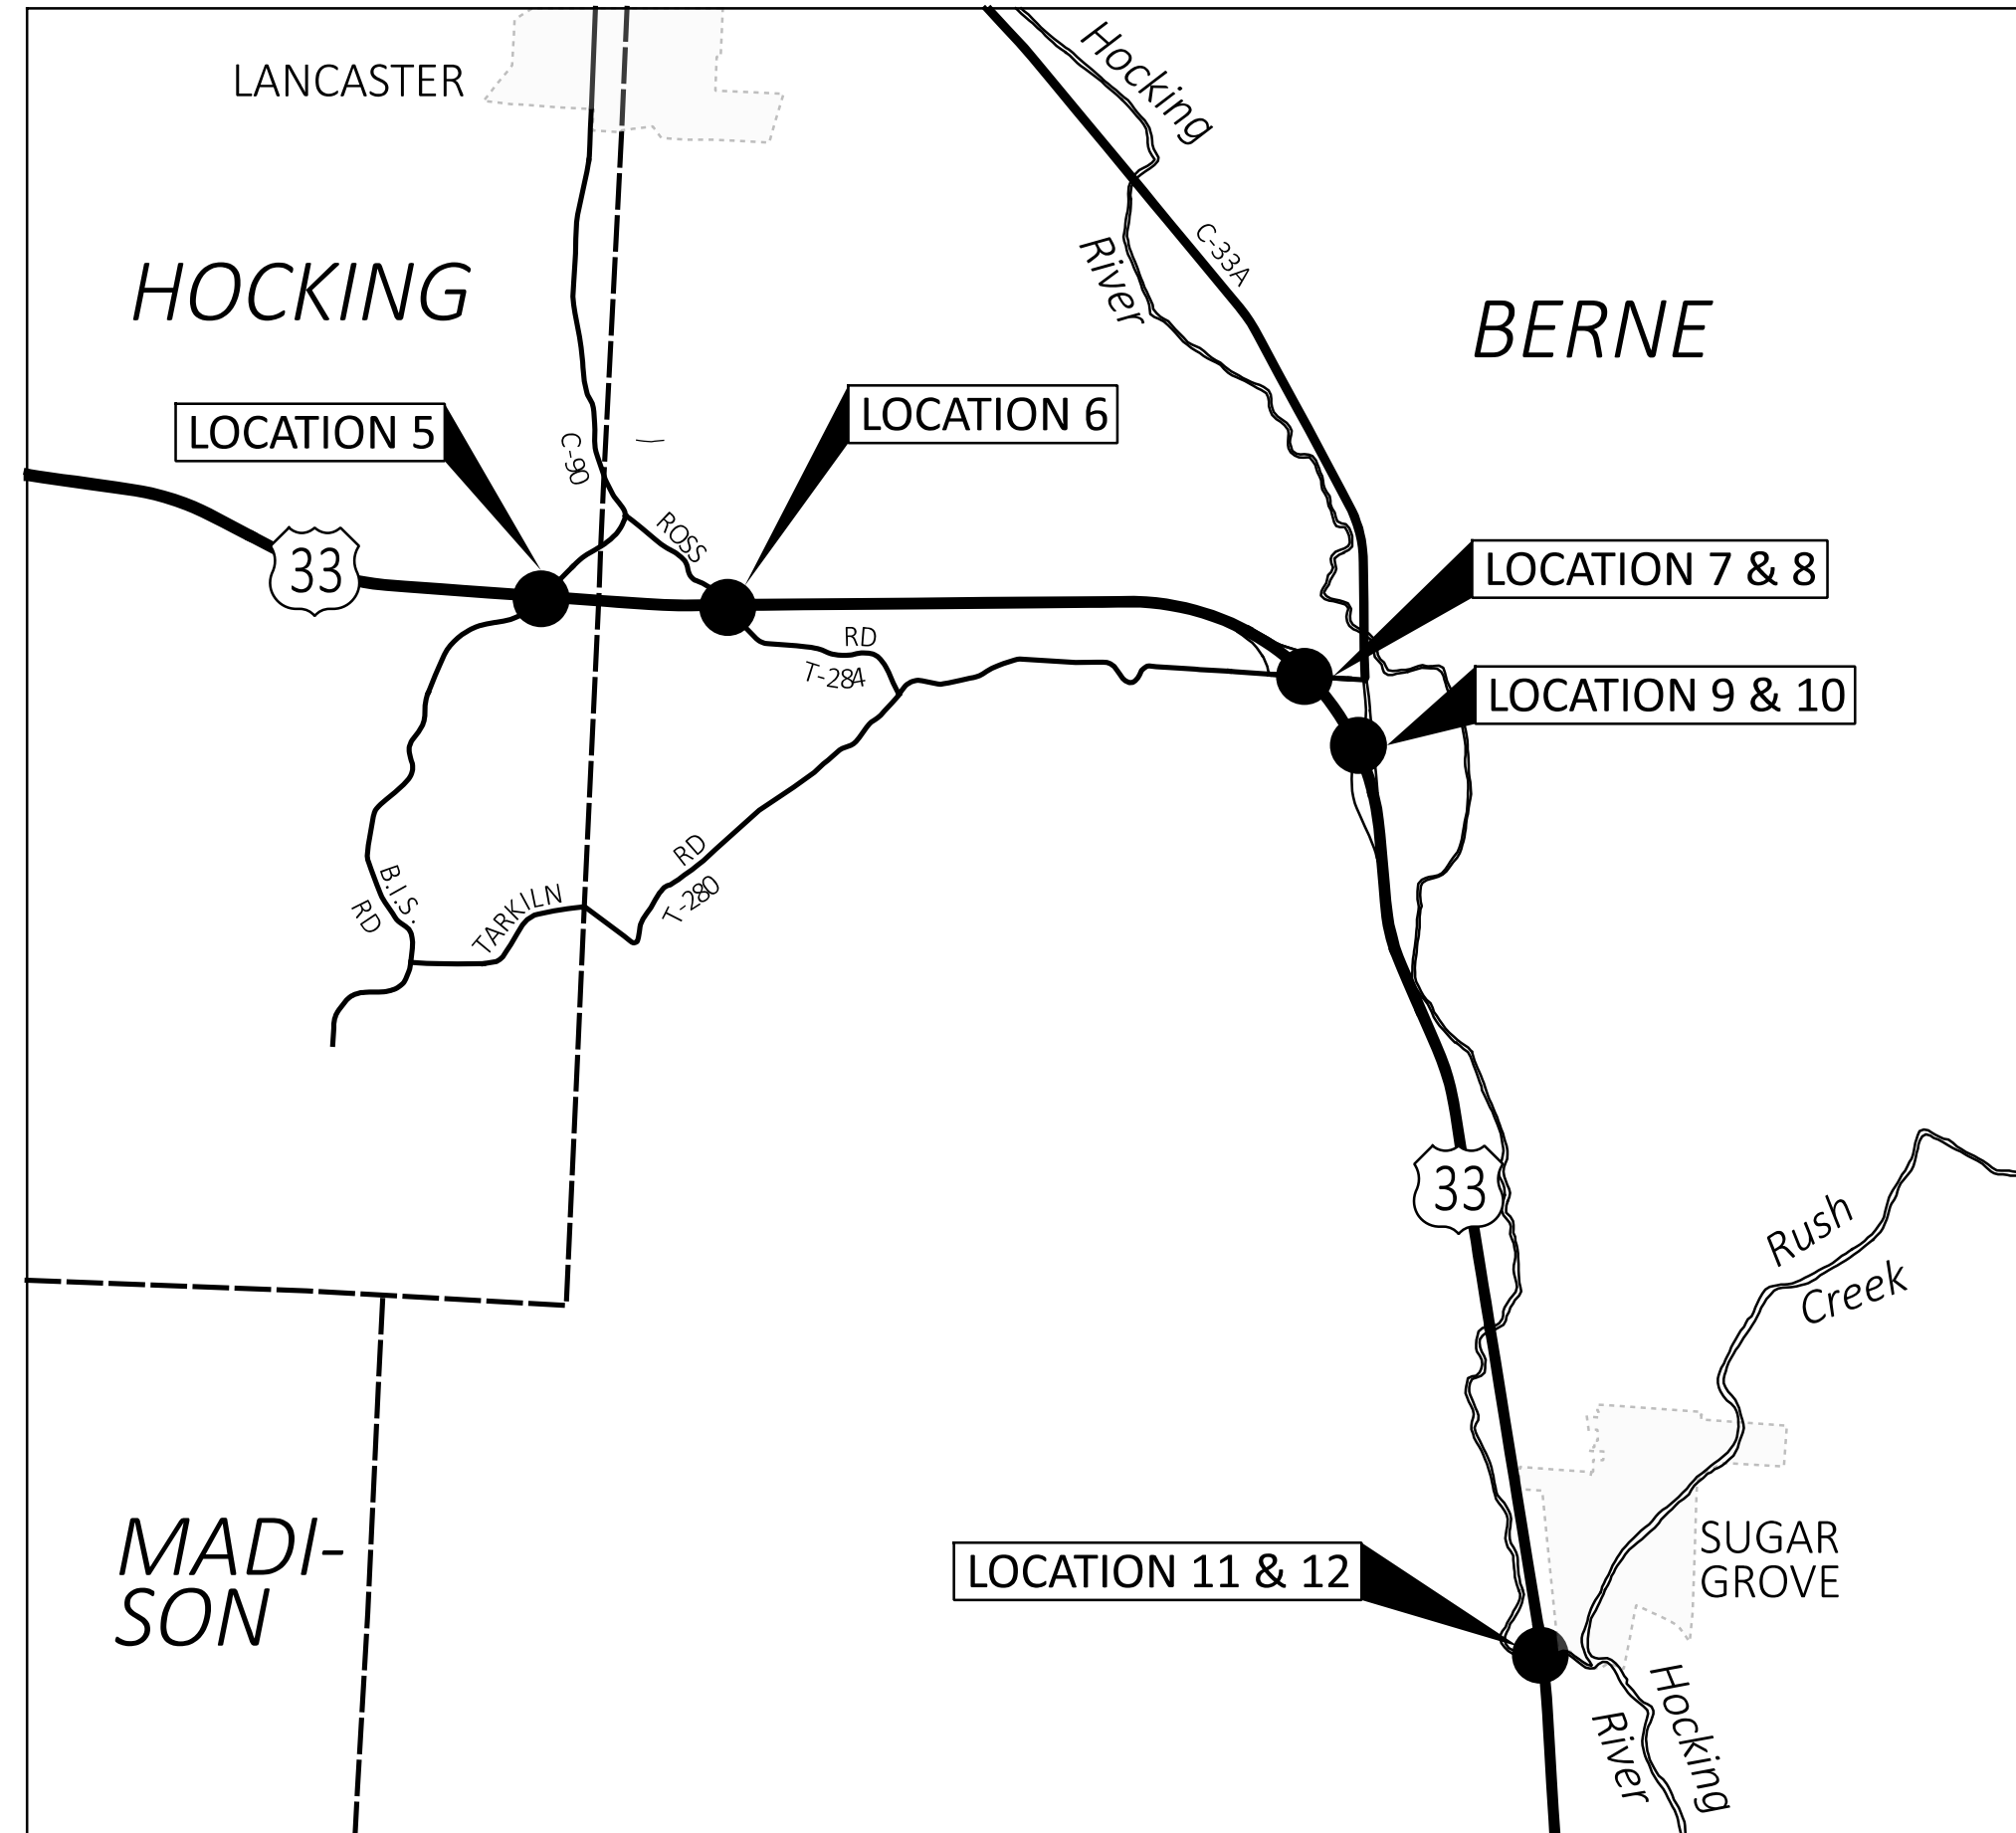 LANCASTER
Hocking
River
C-33A
HOCKING
BERNE
LOCATION 5
LOCATION 6
C-90
ROSS
33
LOCATION 7 & 8
RD
T-284
LOCATION 9 & 10
RD
T-280
B.I.S.
RD
TARKILN
33
Rush
Creek
MADI-
SON
LOCATION 11 & 12
SUGAR
GROVE
Hocking
River